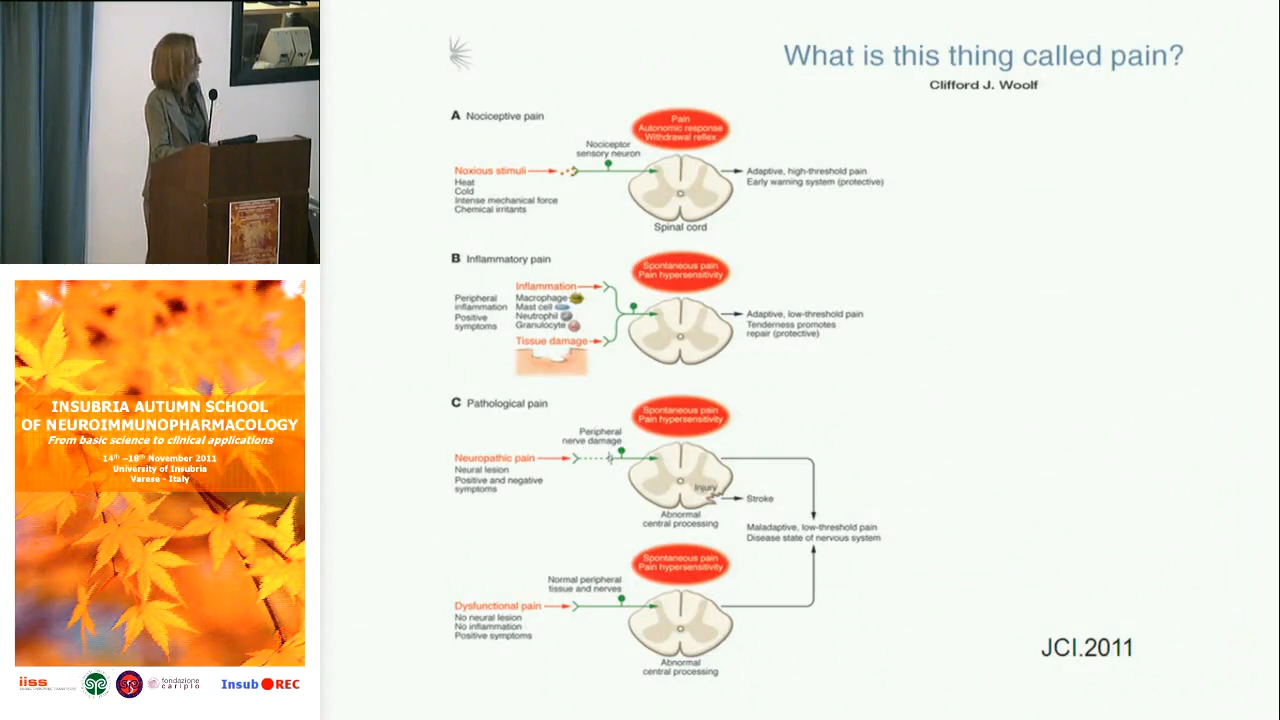 What is this thing called pain?
Clifford J. Woolf
A Nociceptive pain
Pain
Autonomic response
Withdrawal reflex
Nociceptor
sensory neuron
Noxious stimuli
Heat
Cold
Intense mechanical force
Chemical irritants
Spinal cord
Adaptive, high-threshold pain
Early warning system (protective)
B Inflammatory pain
Spontaneous pain
Pain hypersensitivity
Peripheral
inflammation
Positive
symptoms
Inflammation
Macrophage
Mast cell
Neutrophil
Granulocyte
Tissue damage
Adaptive, low-threshold pain
Tenderness promotes
repair (protective)
C Pathological pain
Spontaneous pain
Pain hypersensitivity
Peripheral
nerve damage
Neuropathic pain
Neural lesion
Positive and negative
symptoms
Injury
Stroke
Abnormal
central processing
Maladaptive, low-threshold pain
Disease state of nervous system
Spontaneous pain
Pain hypersensitivity
Normal peripheral
tissue and nerves
Dysfunctional pain
No neural lesion
No inflammation
Positive symptoms
Abnormal
central processing
JCI.2011
INSUBRIA AUTUMN SCHOOL
OF NEUROIMMUNOPHARMACOLOGY
From basic science to clinical applications
14th –18th November 2011
University of Insubria
Varese - Italy
iiss
fondazione
cariplo
Insub REC